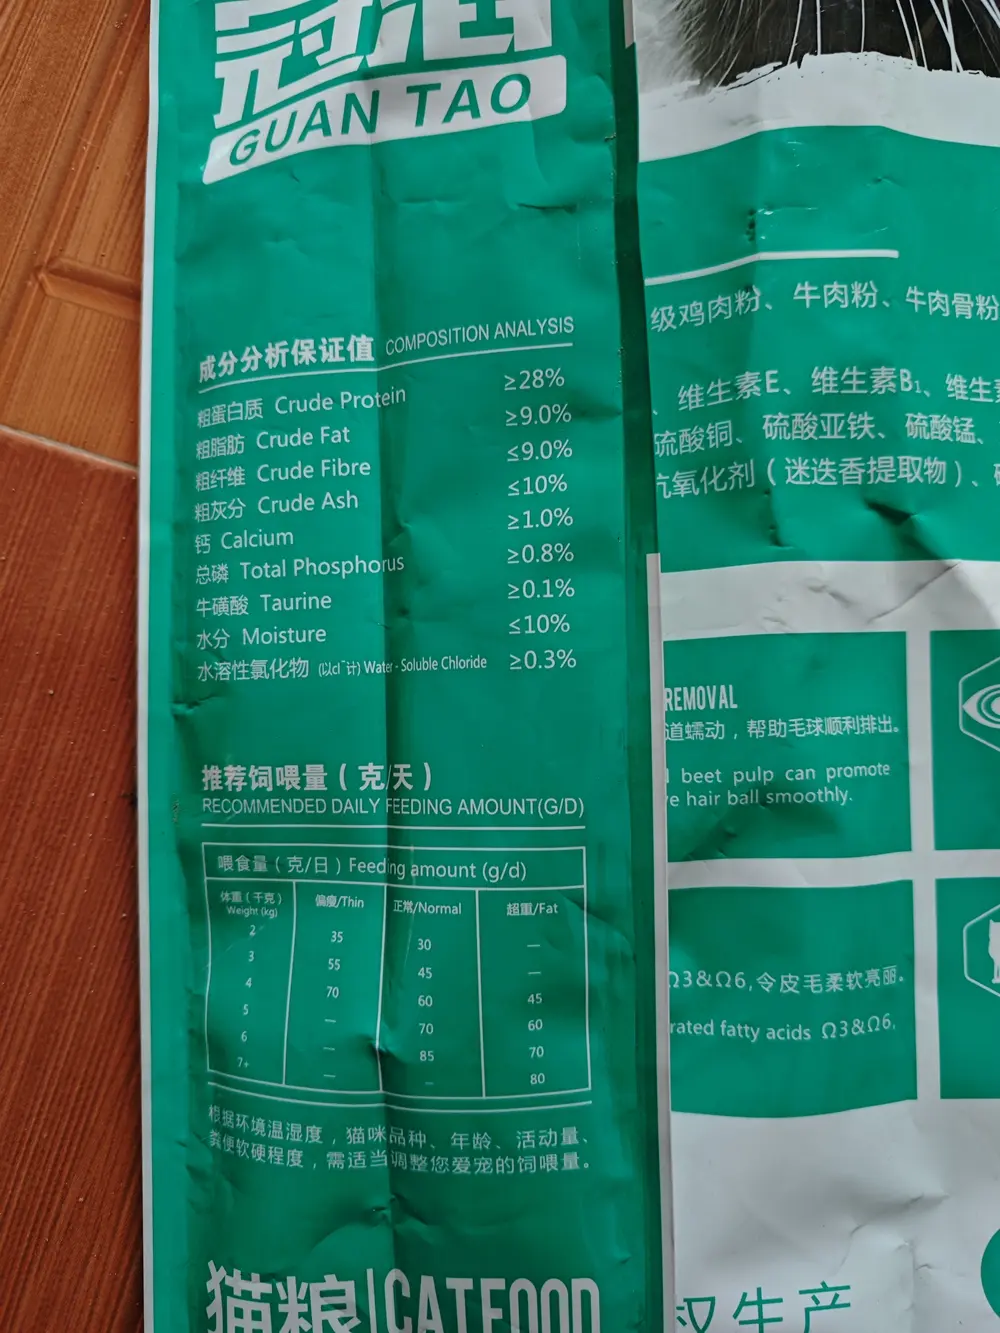 GUAN TAO
成分分析保证值 COMPOSITION ANALYSIS
粗蛋白质 Crude Protein ≥28%
粗脂肪 Crude Fat ≥9.0%
粗纤维 Crude Fibre ≤9.0%
粗灰分 Crude Ash ≤10%
钙 Calcium ≥1.0%
总磷 Total Phosphorus ≥0.8%
牛磺酸 Taurine ≥0.1%
水分 Moisture ≤10%
水溶性氯化物 (以cl⁻计) Water-Soluble Chloride ≥0.3%
推荐饲喂量（克/天）
RECOMMENDED DAILY FEEDING AMOUNT(G/D)
喂食量（克/日）Feeding amount (g/d)
体重（千克） 偏瘦/Thin 正常/Normal 超重/Fat
Weight (kg)
2 35 30 —
3 55 45 —
4 70 60 45
5 — 70 60
6 — 85 70
7+ — — 80
根据环境温湿度，猫咪品种、年龄、活动量、
粪便软硬程度，需适当调整您爱宠的饲喂量。
猫粮 CATFOOD
级鸡肉粉、牛肉粉、牛肉骨粉
、维生素E、维生素B₁、维生素
硫酸铜、硫酸亚铁、硫酸锰、
抗氧化剂（迷迭香提取物）、
REMOVAL
道蠕动，帮助毛球顺利排出。
beet pulp can promote
hair ball smoothly.
Ω3&Ω6,令皮毛柔软亮丽。
rated fatty acids Ω3&Ω6.
生产